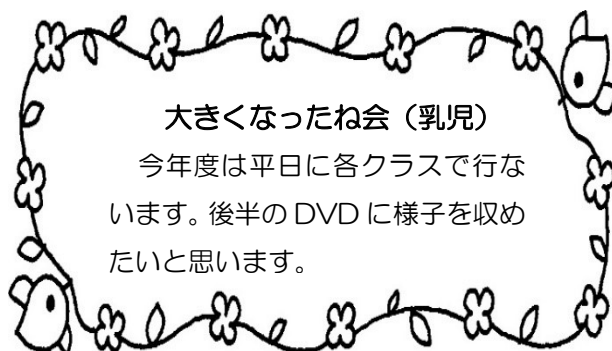 大きくなったね会（乳児）
　今年度は平日に各クラスで行な
います。後半の DVD に様子を収め
たいと思います。